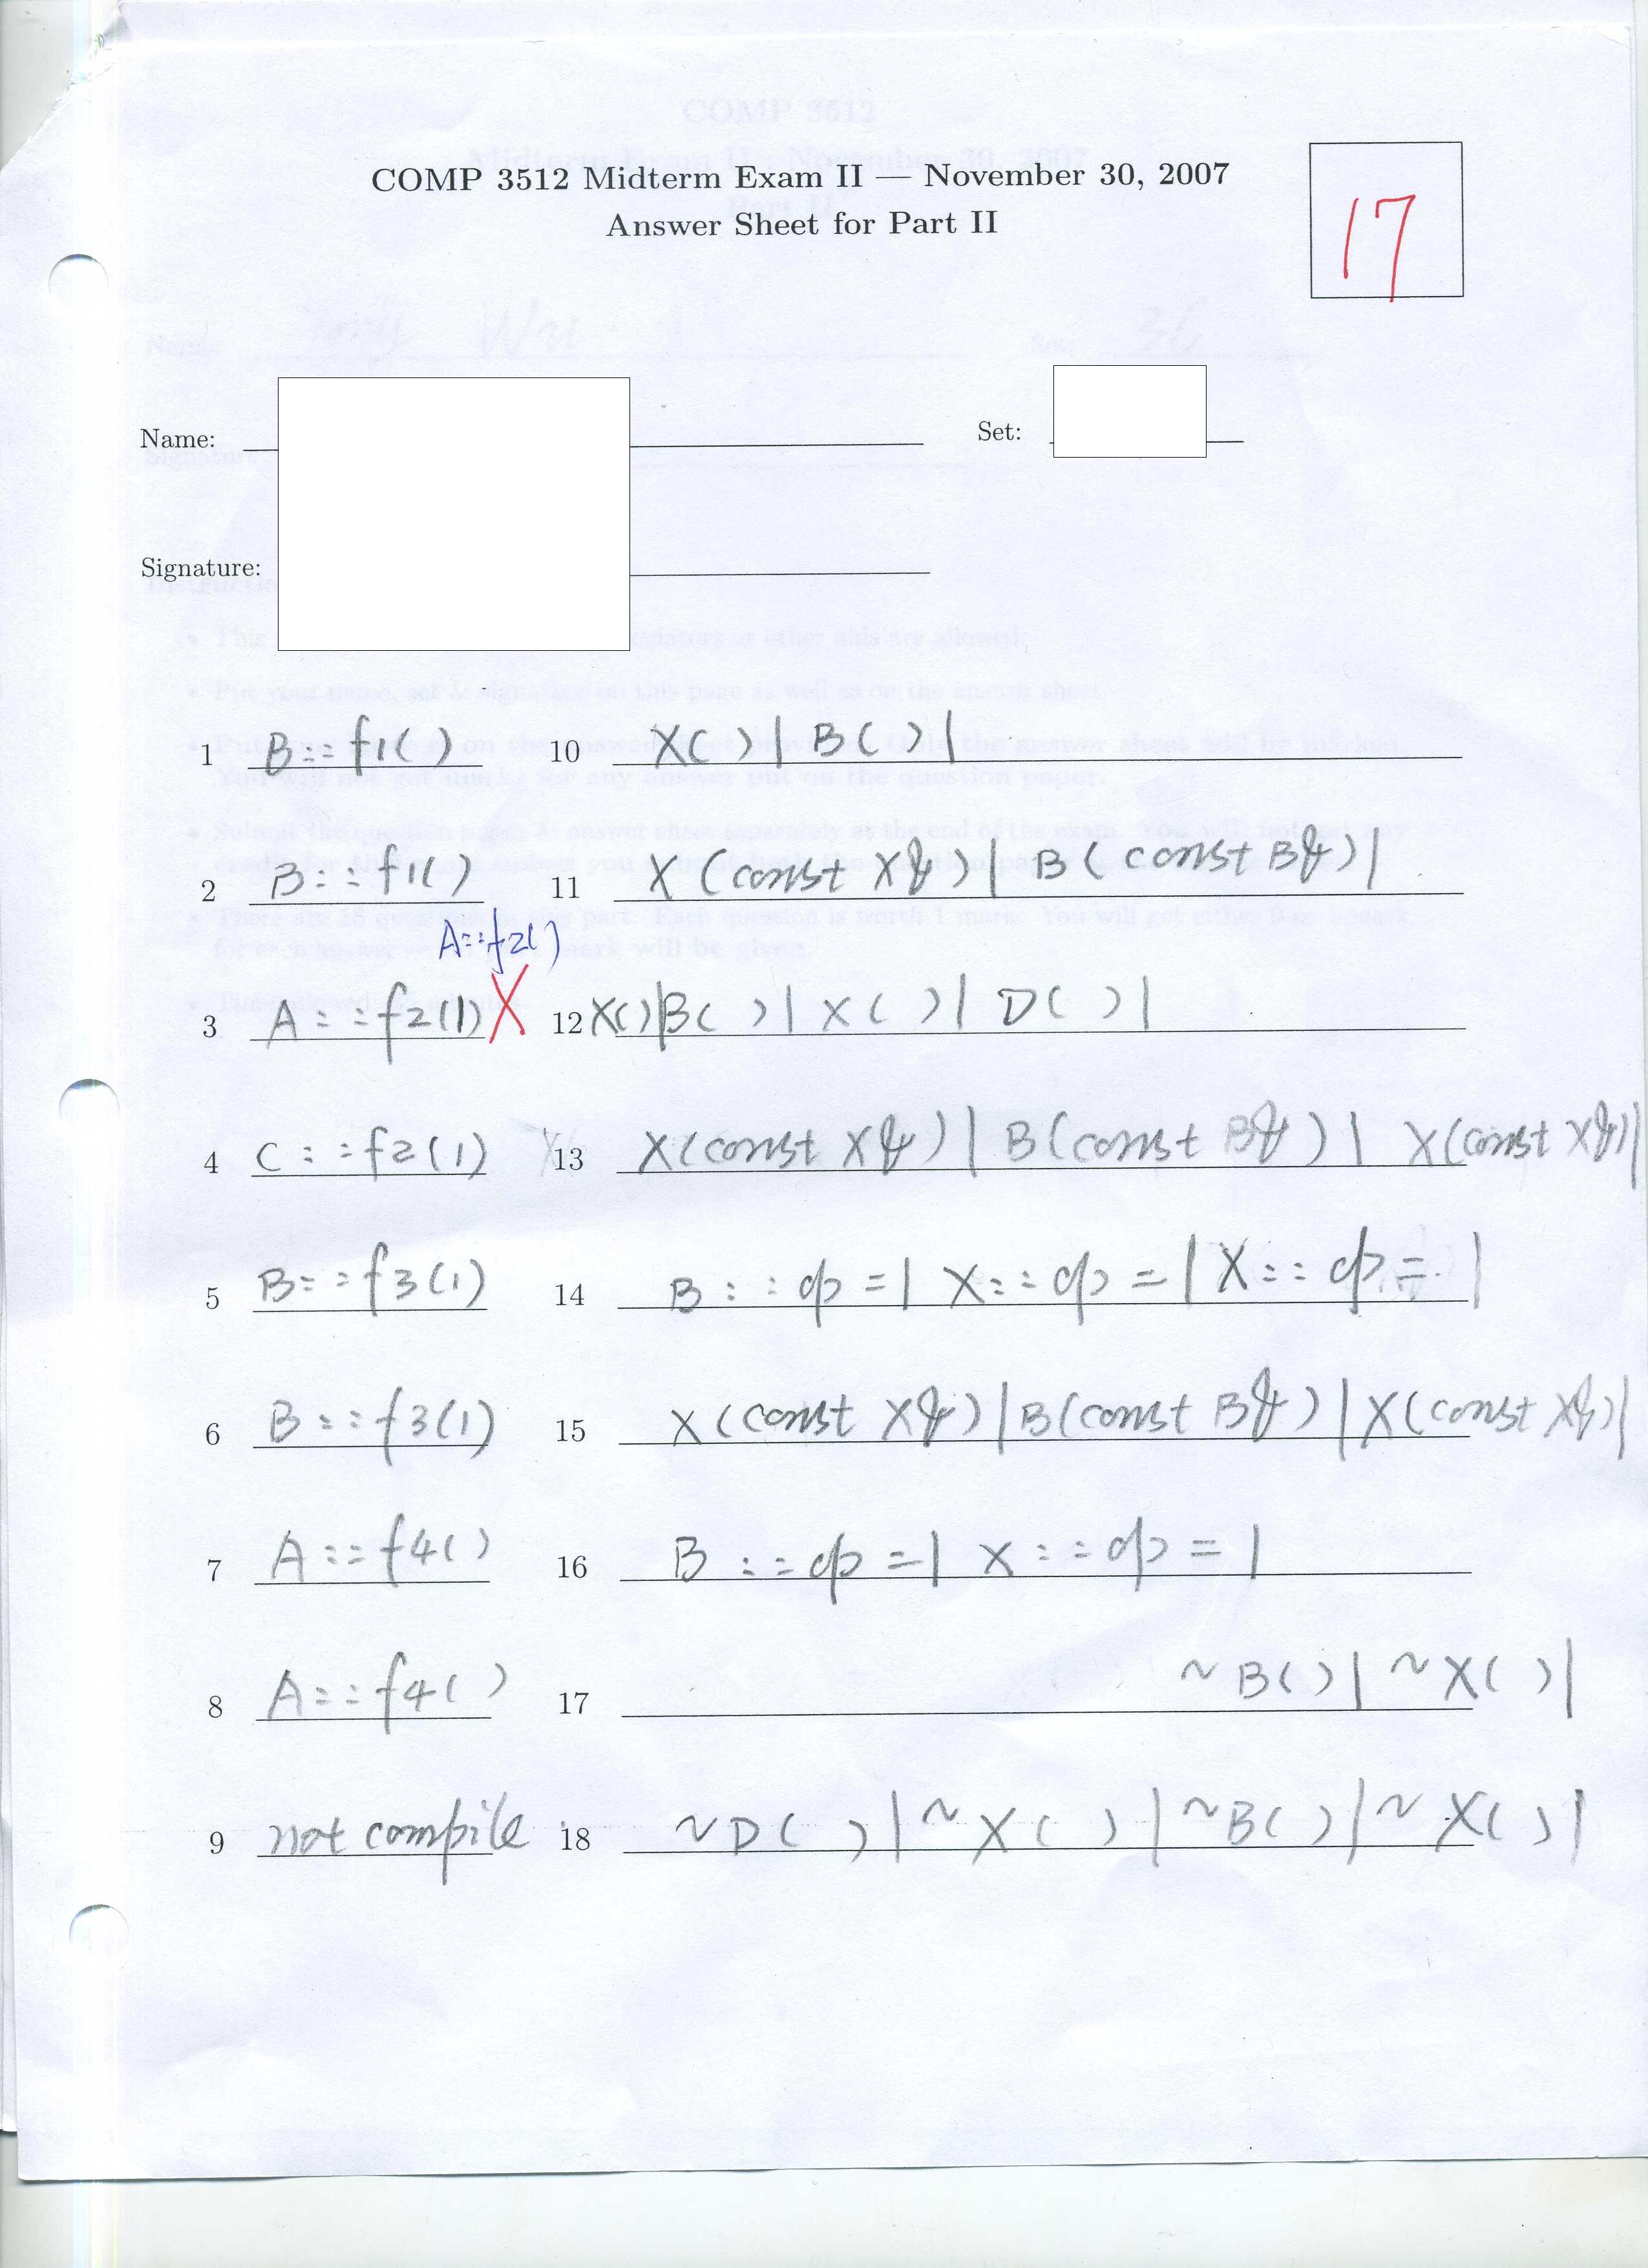 COMP 3512 Midterm Exam II — November 30, 2007
Answer Sheet for Part II
17
Name:
Set:
Signature:
1 B::f1() 10 X()|B()|
2 B::f1() 11 X(const X&)|B(const B&)|
A::f2()
3 A::f2(1) X 12 X()|B()|X()|D()|
4 C::f2(1) 13 X(const X&)|B(const B&)|X(const X&)|
5 B::f3(1) 14 B::op=|X::op=|X::op=|
6 B::f3(1) 15 X(const X&)|B(const B&)|X(const X&)|
7 A::f4() 16 B::op=|X::op=|
8 A::f4() 17 ~B()|~X()|
9 not compile 18 ~D()|~X()|~B()|~X()|